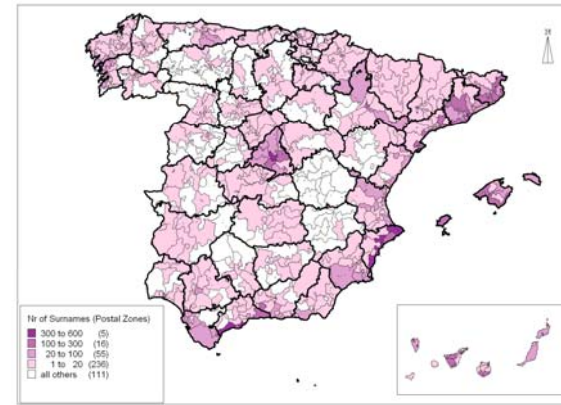 Nr of Surnames (Postal Zones)
300 to 600 (5)
100 to 300 (16)
20 to 100 (55)
1 to 20 (236)
all others (111)